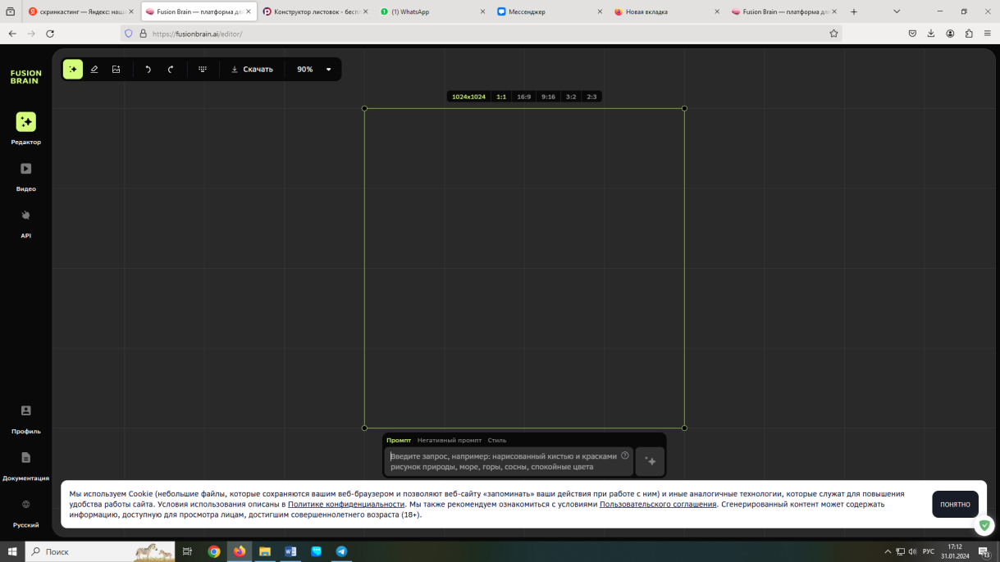 скринкастинг — Яндекс: наш
Fusion Brain — платформа дл
Конструктор листовок - беспл
(1) WhatsApp
Мессенджер
Новая вкладка
Fusion Brain — платформа дл
https://fusionbrain.ai/editor/
FUSION
BRAIN
Скачать
90%
1024x1024 1:1 16:9 9:16 3:2 2:3
Редактор
Видео
API
Профиль
Документация
Русский
Промпт Негативный промпт Стиль
Введите запрос, например: нарисованный кистью и красками
рисунок природы, море, горы, сосны, спокойные цвета
Мы используем Cookie (небольшие файлы, которые сохраняются вашим веб-браузером и позволяют веб-сайту «запоминать» ваши действия при работе с ним) и иные аналогичные технологии, которые служат для повышения
удобства работы сайта. Условия использования описаны в Политике конфиденциальности. Мы также рекомендуем ознакомиться с условиями Пользовательского соглашения. Сгенерированный контент может содержать
информацию, доступную для просмотра лицам, достигшим совершеннолетнего возраста (18+).
ПОНЯТНО
Поиск
РУС
17:12
31.01.2024